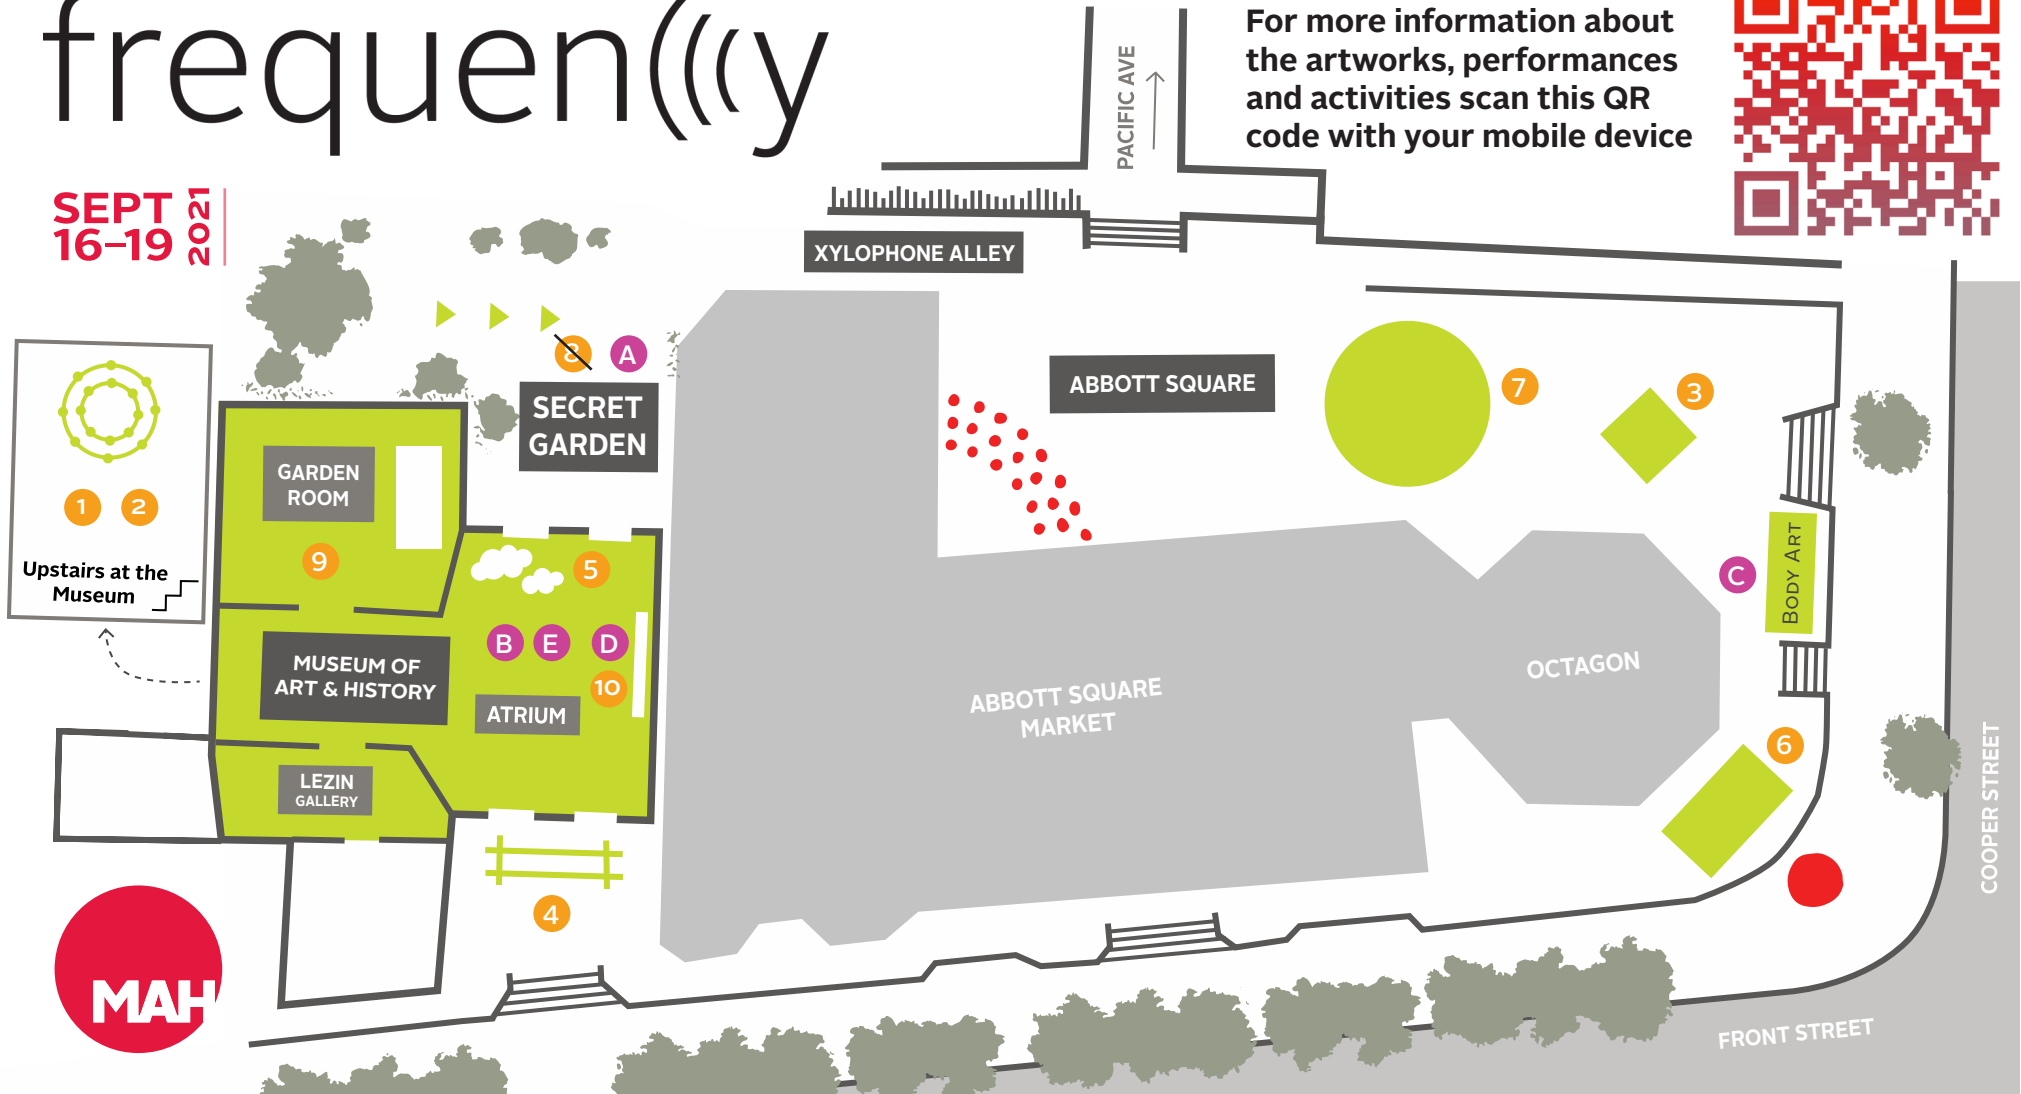 frequen(((y
For more information about
the artworks, performances
and activities scan this QR
code with your mobile device
PACIFIC AVE
SEPT
16–19
2021
XYLOPHONE ALLEY
8
A
SECRET
GARDEN
ABBOTT SQUARE
7
3
1
2
Upstairs at the
Museum
GARDEN
ROOM
9
5
B
E
D
10
MUSEUM OF
ART & HISTORY
ATRIUM
LEZIN
GALLERY
4
ABBOTT SQUARE
MARKET
OCTAGON
C
BODY ART
6
COOPER STREET
FRONT STREET
MAH